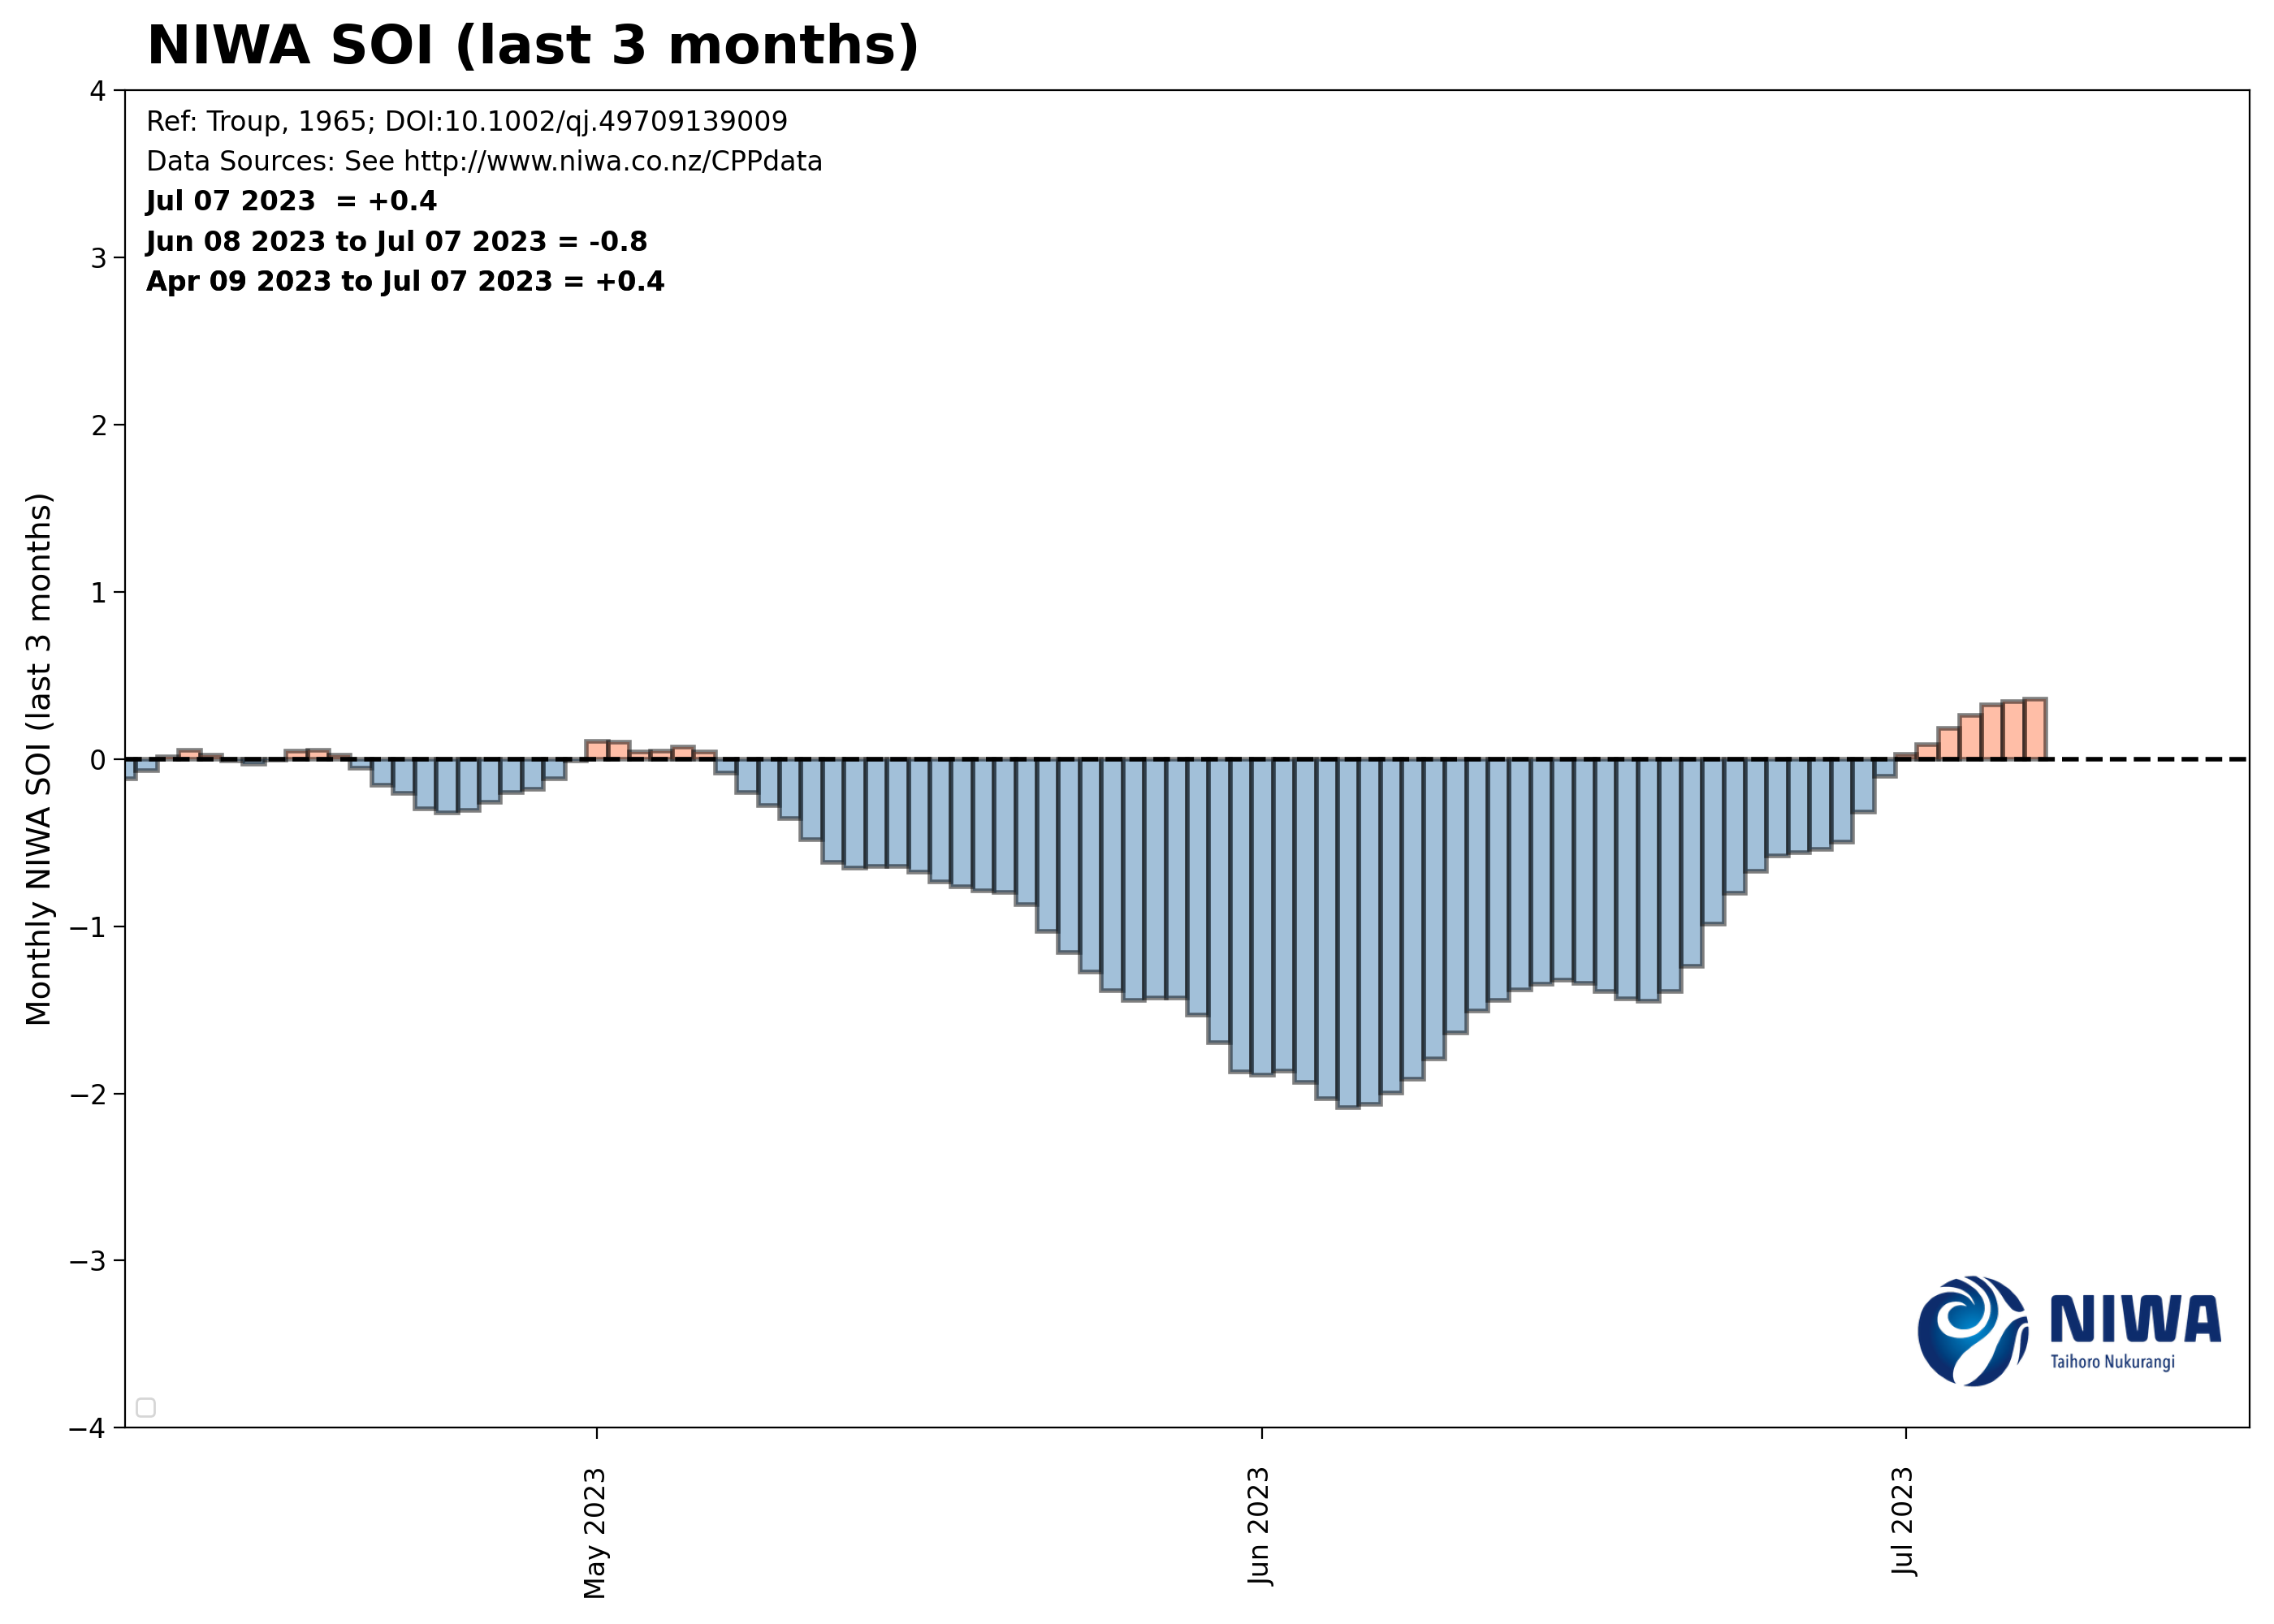 NIWA SOI (last 3 months)
Ref: Troup, 1965; DOI:10.1002/qj.49709139009
Data Sources: See http://www.niwa.co.nz/CPPdata
Jul 07 2023  = +0.4
Jun 08 2023 to Jul 07 2023 = -0.8
Apr 09 2023 to Jul 07 2023 = +0.4
Monthly NIWA SOI (last 3 months)
4
3
2
1
0
−1
−2
−3
−4
May 2023
Jun 2023
Jul 2023
NIWA
Taihoro Nukurangi